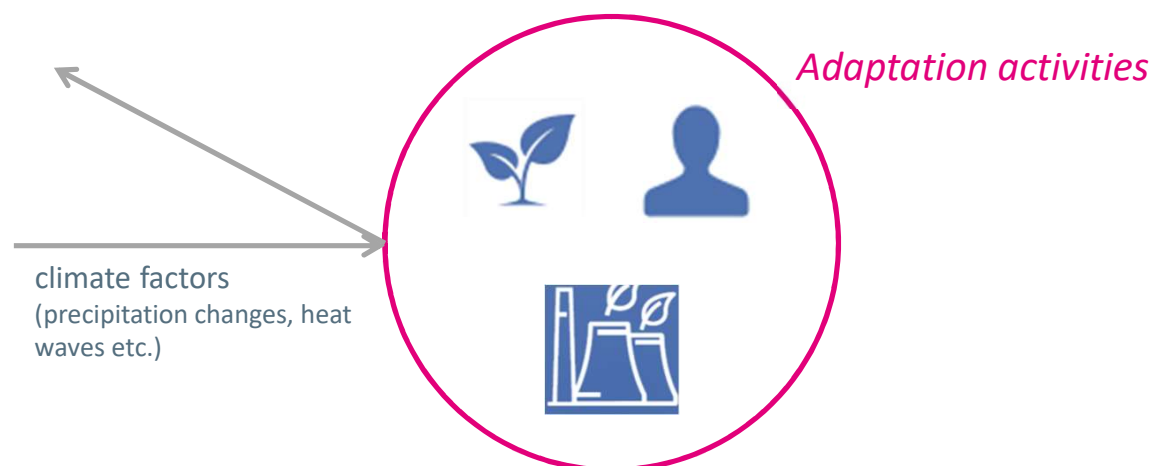 Adaptation activities
climate factors
(precipitation changes, heat
waves etc.)